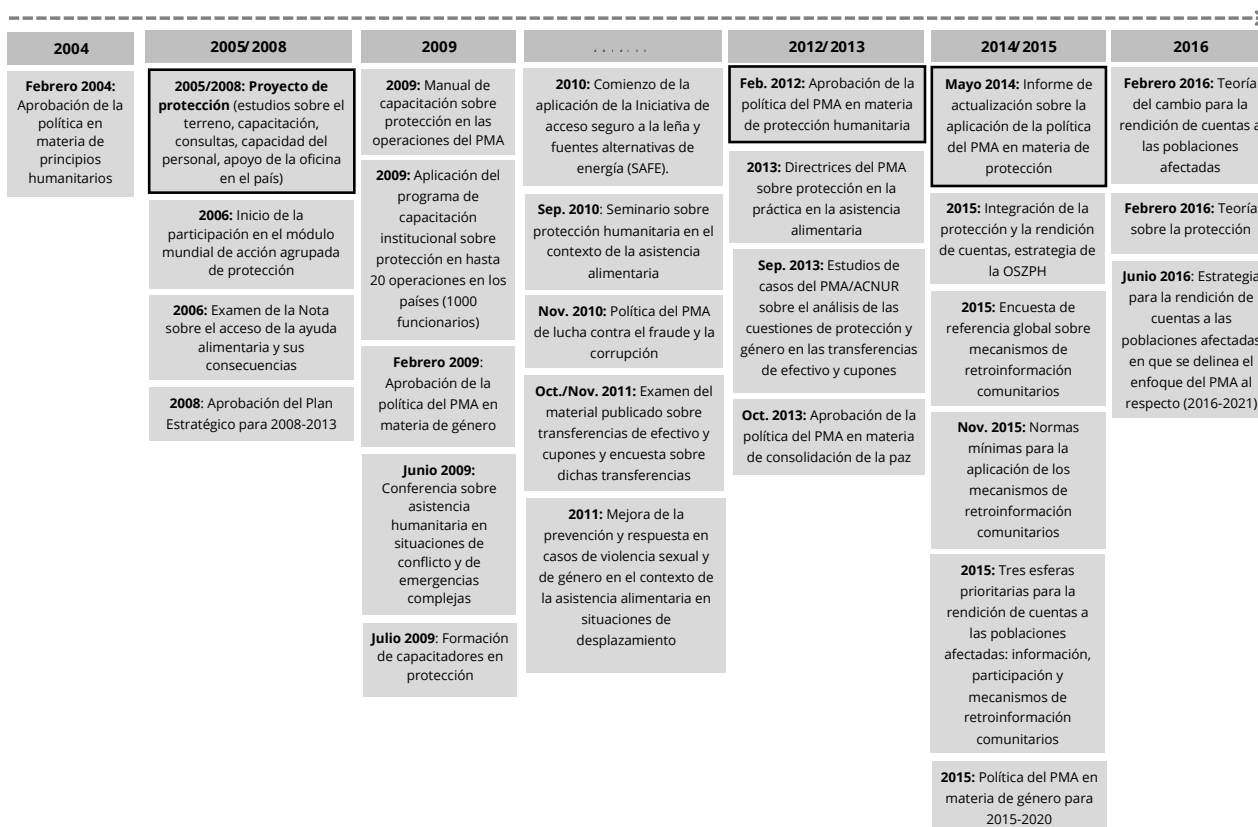 2004
Febrero 2004:
Aprobación de la
política en
materia de
principios
humanitarios
2005/2008
2005/2008: Proyecto de
protección (estudios sobre el
terreno, capacitación,
consultas, capacidad del
personal, apoyo de la oficina
en el país)
2006: Inicio de la
participación en el módulo
mundial de acción agrupada
de protección
2006: Examen de la Nota
sobre el acceso de la ayuda
alimentaria y sus
consecuencias
2008: Aprobación del Plan
Estratégico para 2008-2013
2009
2009: Manual de
capacitación sobre
protección en las
operaciones del PMA
2009: Aplicación del
programa de
capacitación
institucional sobre
protección en hasta
20 operaciones en los
países (1000
funcionarios)
Febrero 2009:
Aprobación de la
política del PMA en
materia de género
Junio 2009:
Conferencia sobre
asistencia
humanitaria en
situaciones de
conflicto y de
emergencias
complejas
Julio 2009: Formación
de capacitadores en
protección
.......
2010: Comienzo de la
aplicación de la Iniciativa de
acceso seguro a la leña y
fuentes alternativas de
energía (SAFE).
Sep. 2010: Seminario sobre
protección humanitaria en el
contexto de la asistencia
alimentaria
Nov. 2010: Política del PMA
de lucha contra el fraude y la
corrupción
Oct./Nov. 2011: Examen del
material publicado sobre
transferencias de efectivo y
cupones y encuesta sobre
dichas transferencias
2011: Mejora de la
prevención y respuesta en
casos de violencia sexual y
de género en el contexto de
la asistencia alimentaria en
situaciones de
desplazamiento
2012/2013
Feb. 2012: Aprobación de la
política del PMA en materia
de protección humanitaria
2013: Directrices del PMA
sobre protección en la
práctica en la asistencia
alimentaria
Sep. 2013: Estudios de
casos del PMA/ACNUR
sobre el análisis de las
cuestiones de protección y
género en las transferencias
de efectivo y cupones
Oct. 2013: Aprobación de la
política del PMA en materia
de consolidación de la paz
2014/2015
Mayo 2014: Informe de
actualización sobre la
aplicación de la política
del PMA en materia de
protección
2015: Integración de la
protección y la rendición
de cuentas, estrategia de
la OSZPH
2015: Encuesta de
referencia global sobre
mecanismos de
retroinformación
comunitarios
Nov. 2015: Normas
mínimas para la
aplicación de los
mecanismos de
retroinformación
comunitarios
2015: Tres esferas
prioritarias para la
rendición de cuentas a
las poblaciones
afectadas: información,
participación y
mecanismos de
retroinformación
comunitarios
2015: Política del PMA en
materia de género para
2015-2020
2016
Febrero 2016: Teoría
del cambio para la
rendición de cuentas a
las poblaciones
afectadas
Febrero 2016: Teoría
sobre la protección
Junio 2016: Estrategia
para la rendición de
cuentas a las
poblaciones afectadas
en que se delinea el
enfoque del PMA al
respecto (2016-2021)